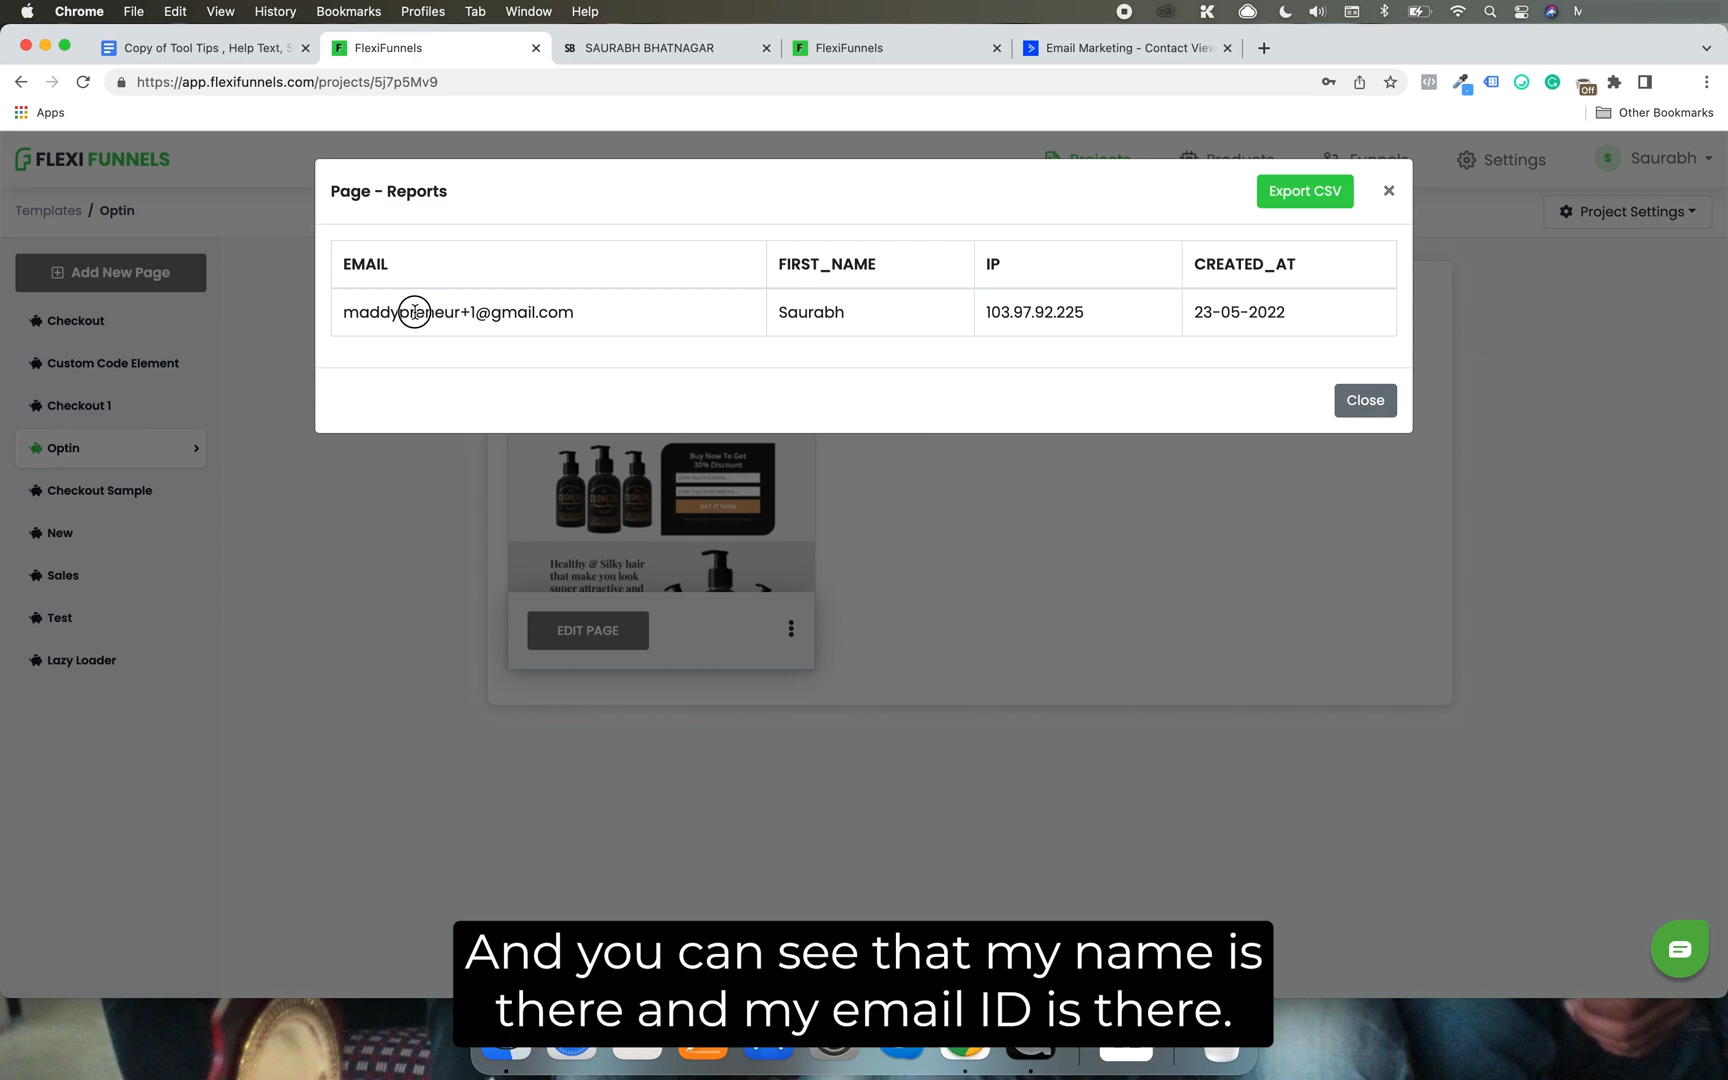 Chrome File Edit View History Bookmarks Profiles Tab Window Help
Copy of Tool Tips , Help Text, S FlexiFunnels SB SAURABH BHATNAGAR FlexiFunnels Email Marketing - Contact View
https://app.flexifunnels.com/projects/5j7p5Mv9
Off
Apps Other Bookmarks
FLEXI FUNNELS Projects Products Funnels Settings S Saurabh
Templates / Optin Project Settings
Page - Reports Export CSV
EMAIL FIRST_NAME IP CREATED_AT
maddypreneur+1@gmail.com Saurabh 103.97.92.225 23-05-2022
Close
Add New Page
Checkout
Custom Code Element
Checkout 1
Optin
Checkout Sample
New
Sales
Test
Lazy Loader
Buy Now To Get
30% Discount
GET IT NOW
Healthy & Silky hair
that make you look
super attractive and
EDIT PAGE
And you can see that my name is
there and my email ID is there.